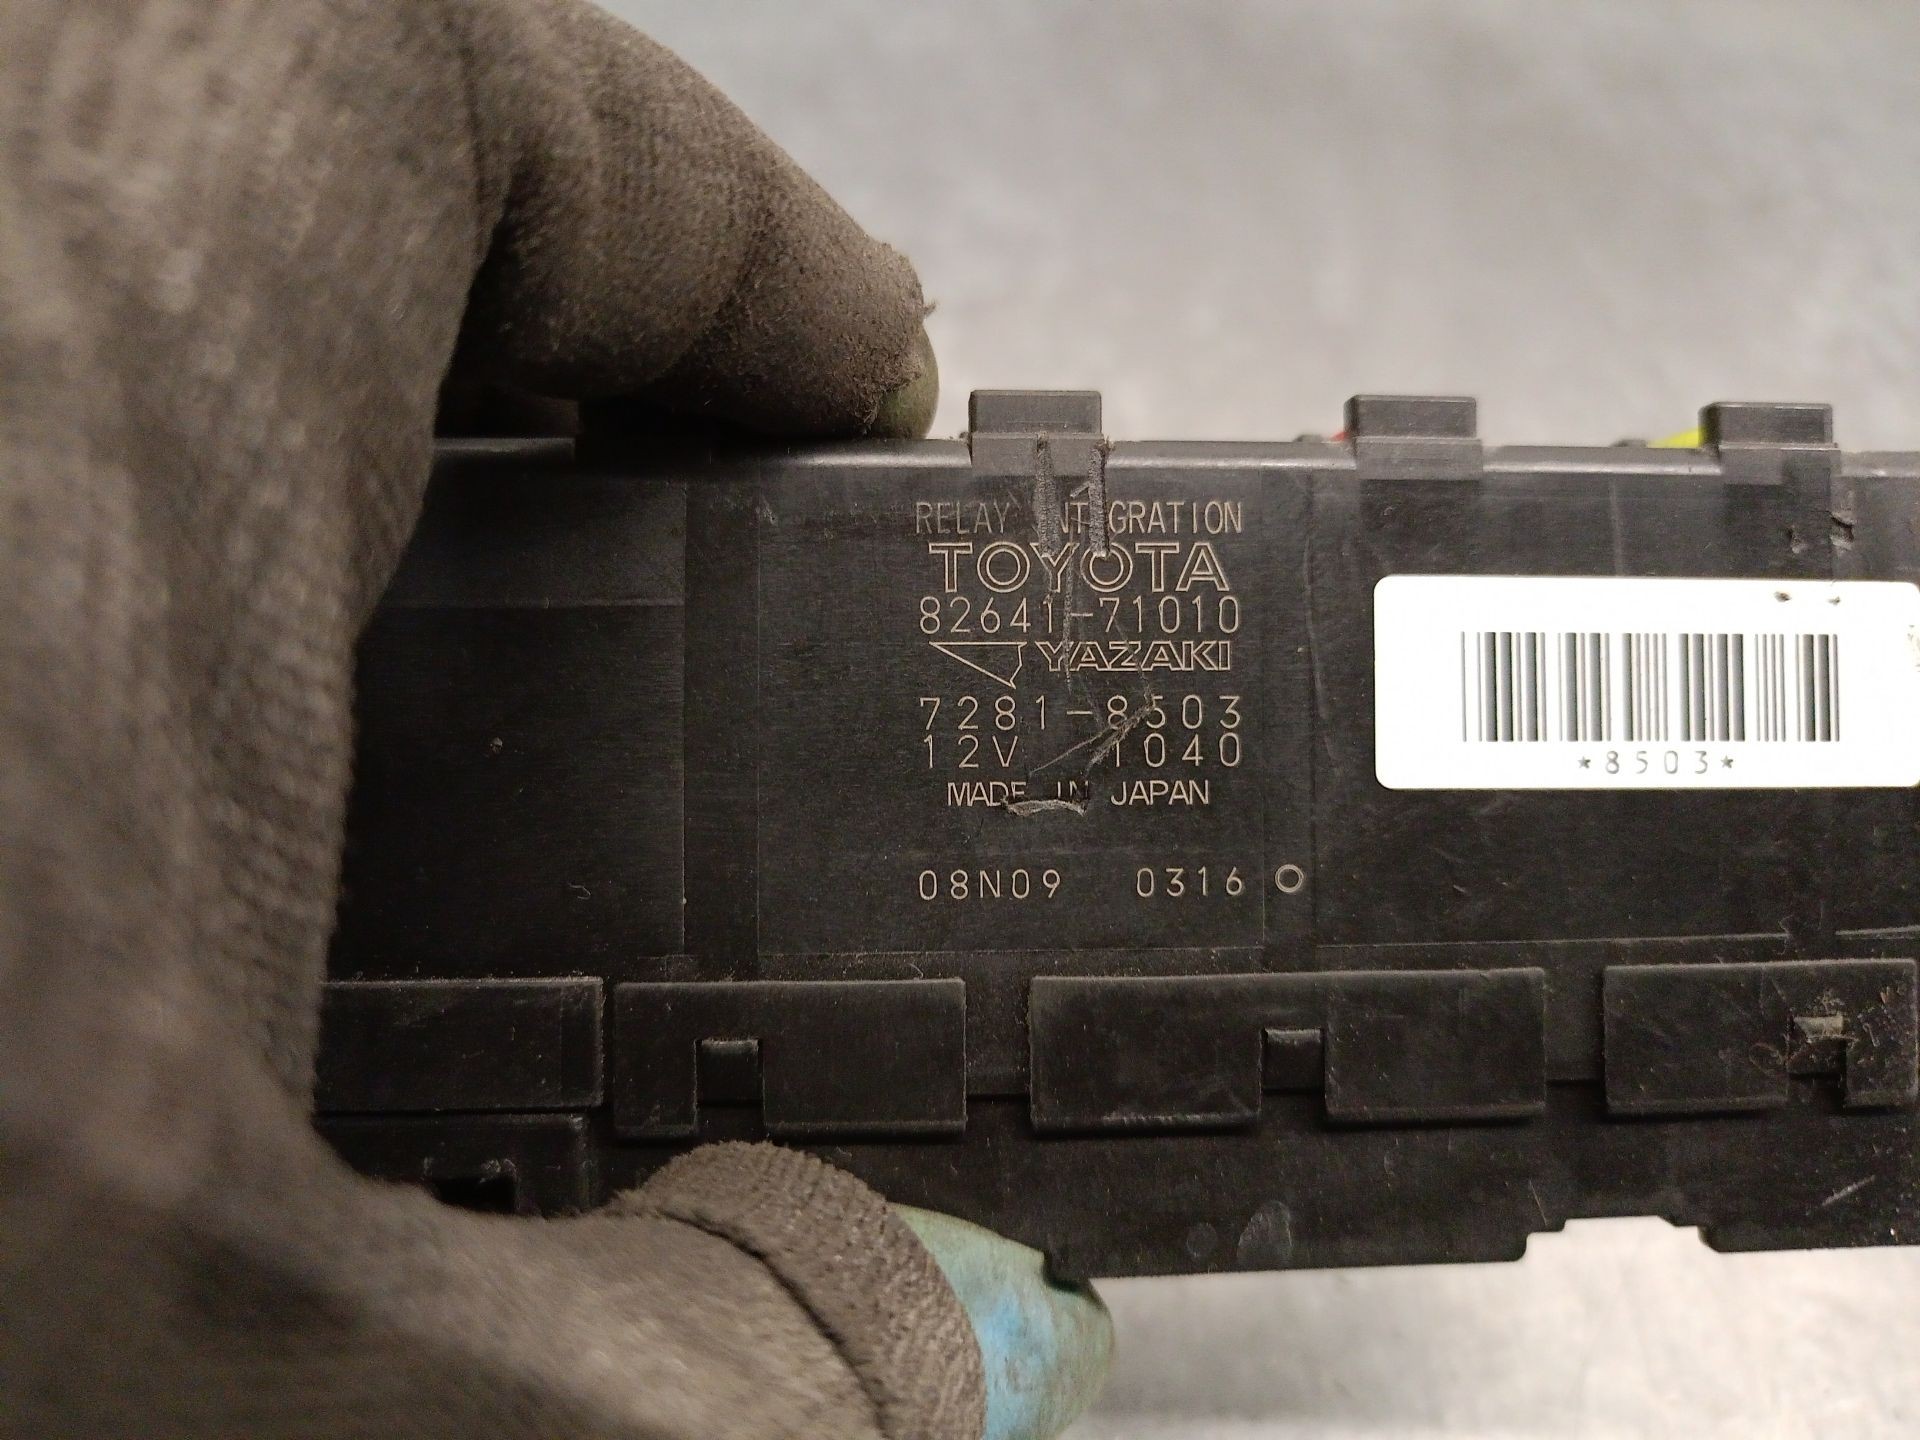 RELAY INTEGRATION
TOYOTA
82641-71010
YAZAKI
7281-8503
12V 1040
MADE IN JAPAN
08N09 0316
*8503*